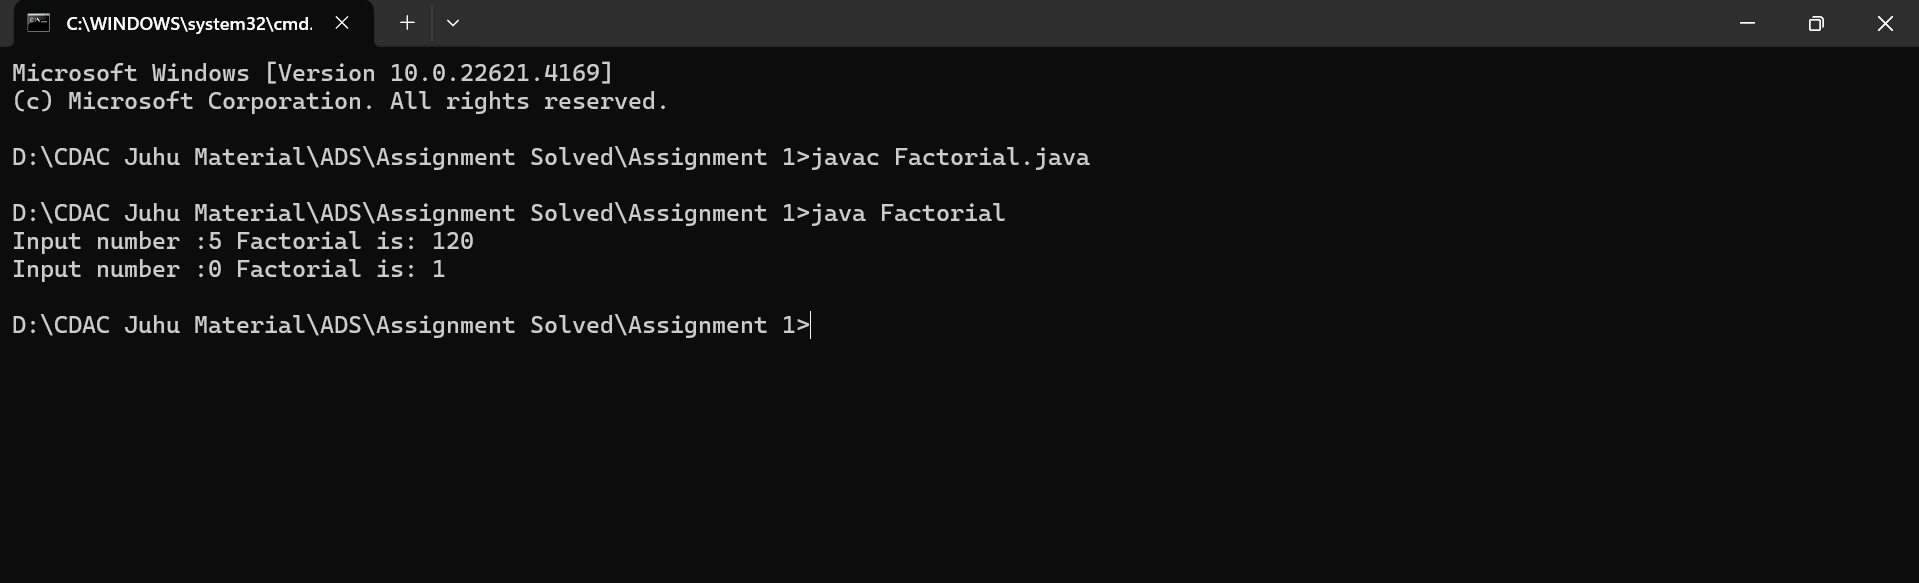 C:\WINDOWS\system32\cmd.
Microsoft Windows [Version 10.0.22621.4169]
(c) Microsoft Corporation. All rights reserved.
D:\CDAC Juhu Material\ADS\Assignment Solved\Assignment 1>javac Factorial.java
D:\CDAC Juhu Material\ADS\Assignment Solved\Assignment 1>java Factorial
Input number :5 Factorial is: 120
Input number :0 Factorial is: 1
D:\CDAC Juhu Material\ADS\Assignment Solved\Assignment 1>